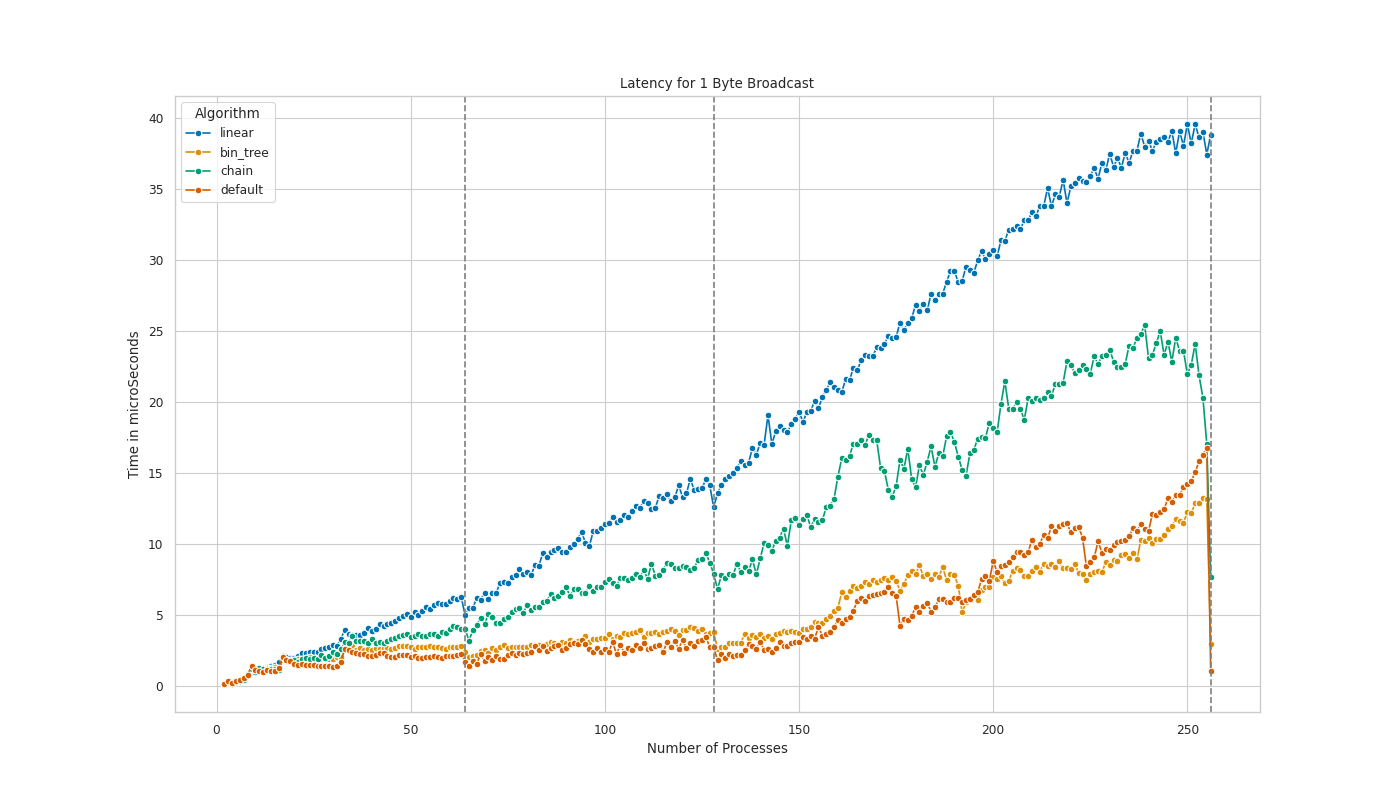 Latency for 1 Byte Broadcast
Algorithm
linear
bin_tree
chain
default
40
35
30
25
20
15
10
5
0
Time in microSeconds
0 50 100 150 200 250
Number of Processes